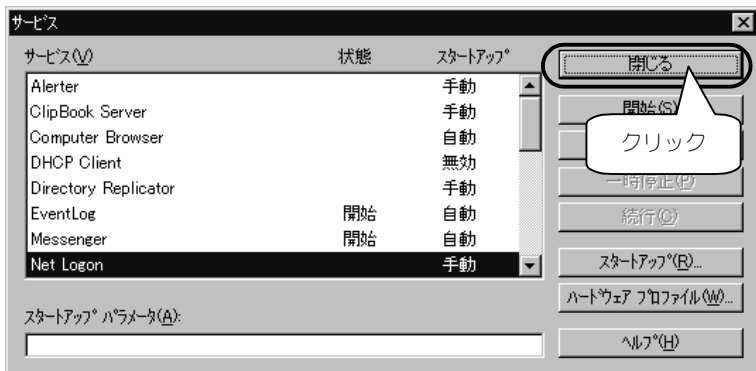 サービス
サービス(V) 状態 スタートアップ
閉じる
Alerter 手動
ClipBook Server 手動
開始(S)
Computer Browser 自動
クリック
DHCP Client 無効
Directory Replicator 手動
一時停止(P)
EventLog 開始 自動
続行(C)
Messenger 開始 自動
Net Logon 手動
スタートアップ(R)...
ハードウェア プロファイル(W)...
スタートアップ パラメータ(A):
ヘルプ(H)